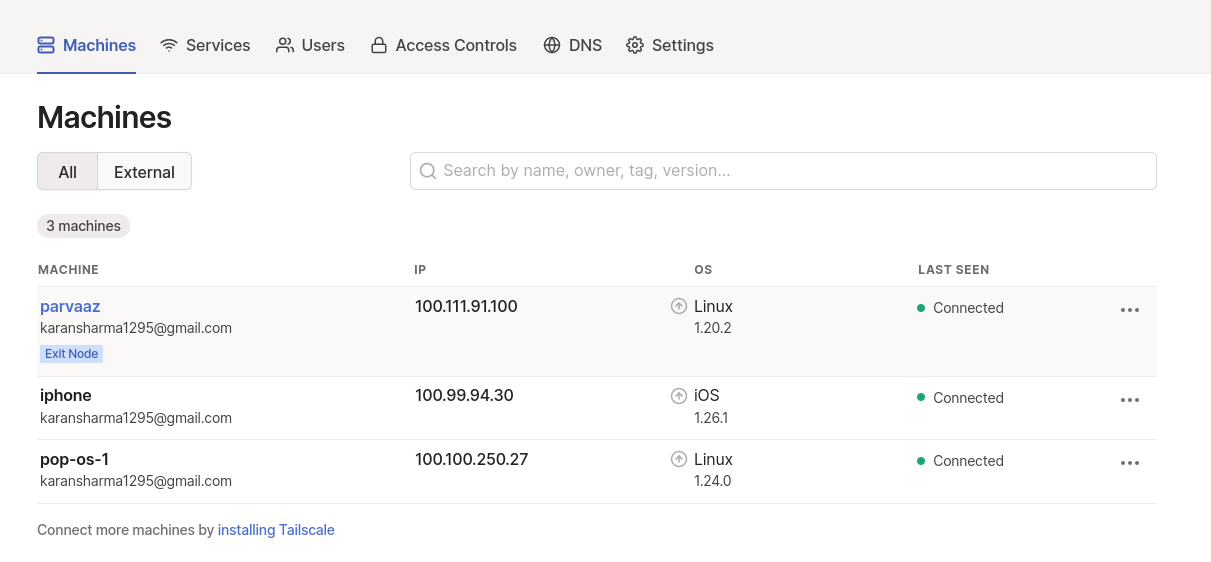 Machines Services Users Access Controls DNS Settings
Machines
All External Search by name, owner, tag, version...
3 machines
MACHINE IP OS LAST SEEN
parvaaz 100.111.91.100 Linux Connected
karansharma1295@gmail.com 1.20.2
Exit Node
iphone 100.99.94.30 iOS Connected
karansharma1295@gmail.com 1.26.1
pop-os-1 100.100.250.27 Linux Connected
karansharma1295@gmail.com 1.24.0
Connect more machines by installing Tailscale